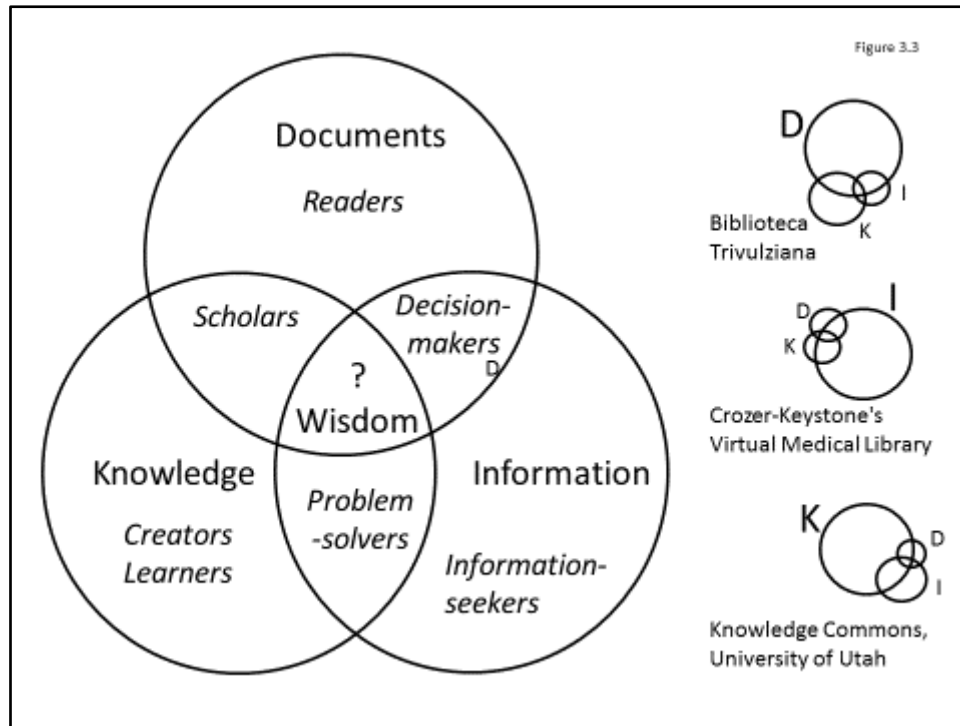 Figure 3.3
Documents
Readers
Scholars
Decision-
makers
D
?
Wisdom
Knowledge
Creators
Learners
Problem
-solvers
Information
Information-
seekers
D
I
K
Biblioteca
Trivulziana
I
D
K
Crozer-Keystone's
Virtual Medical Library
K
D
I
Knowledge Commons,
University of Utah